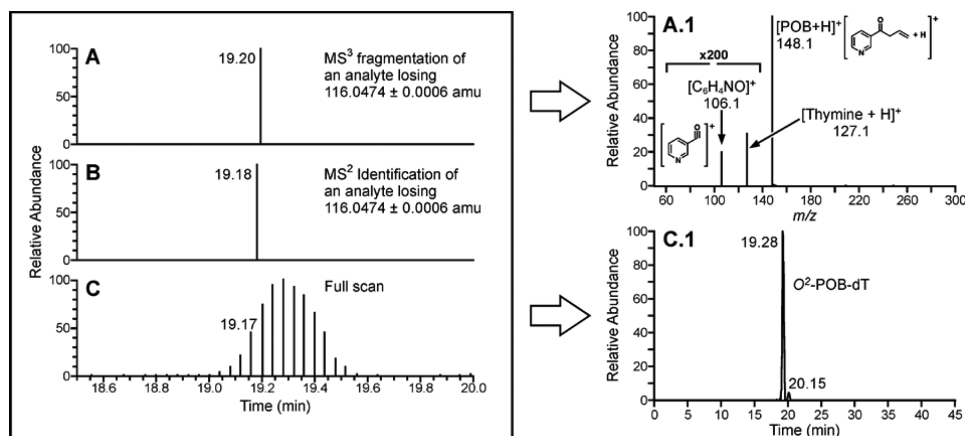 A
19.20
MS³ fragmentation of
an analyte losing
116.0474 ± 0.0006 amu
100
50
0
B
19.18
MS² Identification of
an analyte losing
116.0474 ± 0.0006 amu
100
50
0
Relative Abundance
C
Full scan
19.17
100
50
0
18.6 18.8 19.0 19.2 19.4 19.6 19.8 20.0
Time (min)
A.1
[POB+H]⁺
148.1
O
N
+ H
+
x200
[C₆H₄NO]⁺
106.1
O
N
+
[Thymine + H]⁺
127.1
Relative Abundance
100
80
60
40
20
0
60 100 140 180 220 260 300
m/z
C.1
19.28
O²-POB-dT
20.15
Relative Abundance
100
80
60
40
20
0
0 5 10 15 20 25 30 35 40 45
Time (min)